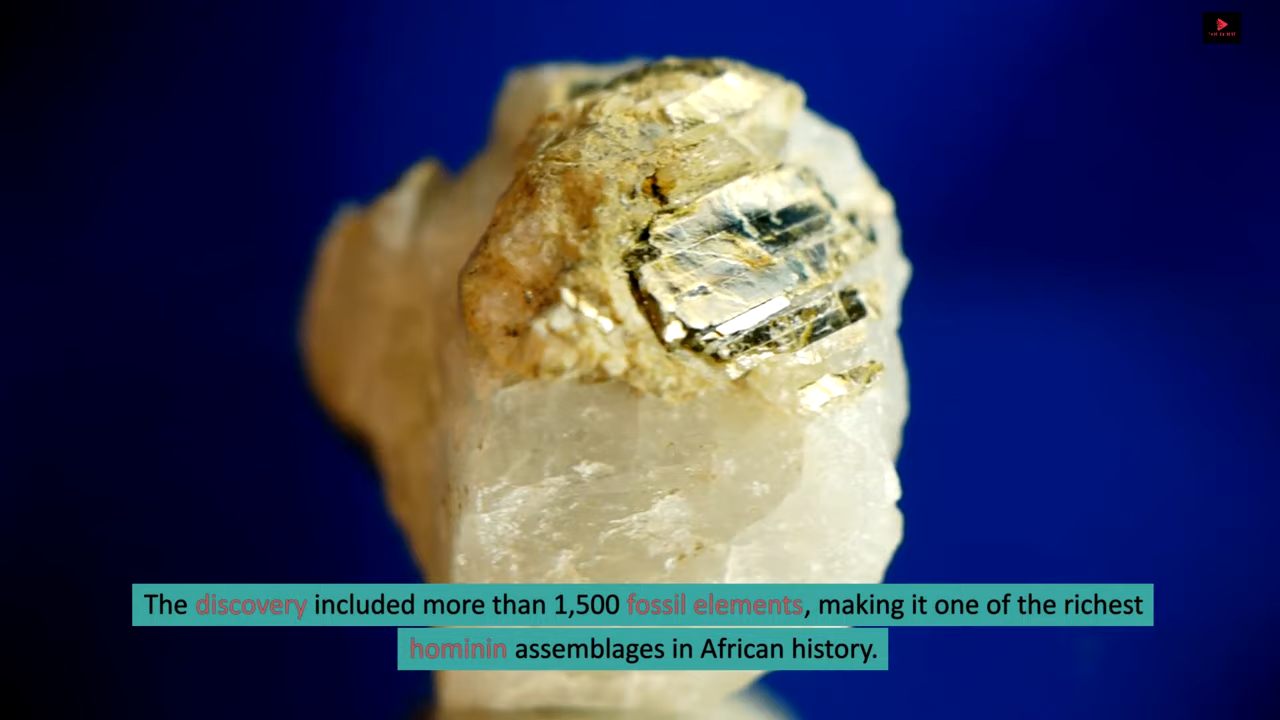 The discovery included more than 1,500 fossil elements, making it one of the richest
hominin assemblages in African history.